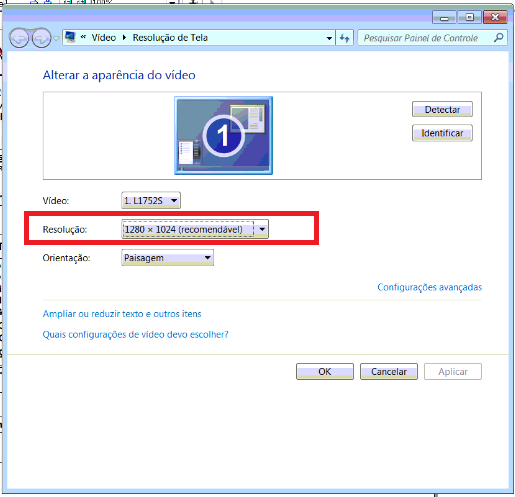 100%
« Vídeo ▸ Resolução de Tela
Pesquisar Painel de Controle
Alterar a aparência do vídeo
1
Detectar
Identificar
Vídeo: 1. L1752S
Resolução: 1280 × 1024 (recomendável)
Orientação: Paisagem
Configurações avançadas
Ampliar ou reduzir texto e outros itens
Quais configurações de vídeo devo escolher?
OK Cancelar Aplicar